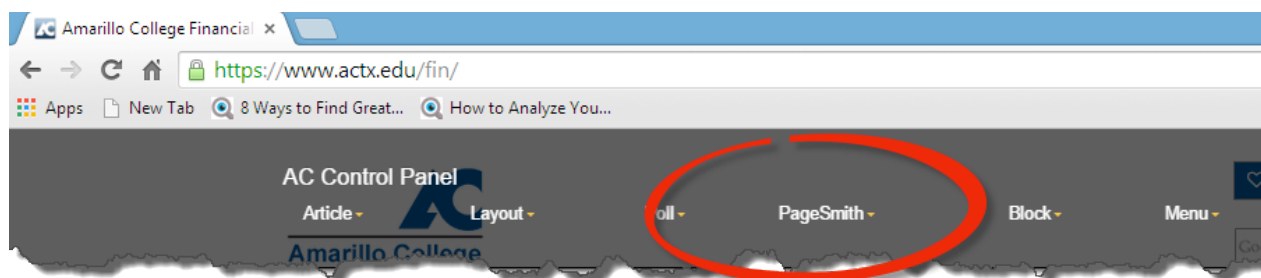 Amarillo College Financial
https://www.actx.edu/fin/
Apps New Tab 8 Ways to Find Great... How to Analyze You...
AC Control Panel
AC
Article Layout PageSmith Block Menu
Amarillo College